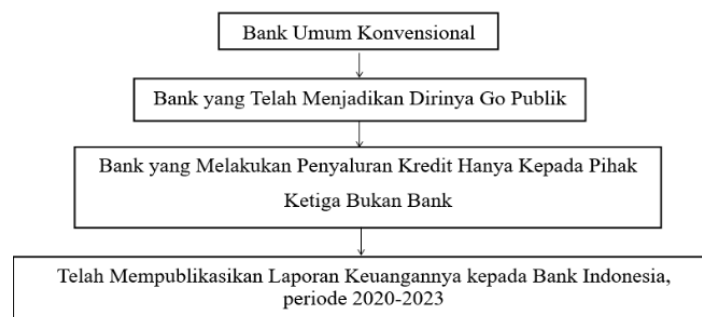 Bank Umum Konvensional
Bank yang Telah Menjadikan Dirinya Go Publik
Bank yang Melakukan Penyaluran Kredit Hanya Kepada Pihak
Ketiga Bukan Bank
Telah Mempublikasikan Laporan Keuangannya kepada Bank Indonesia,
periode 2020-2023